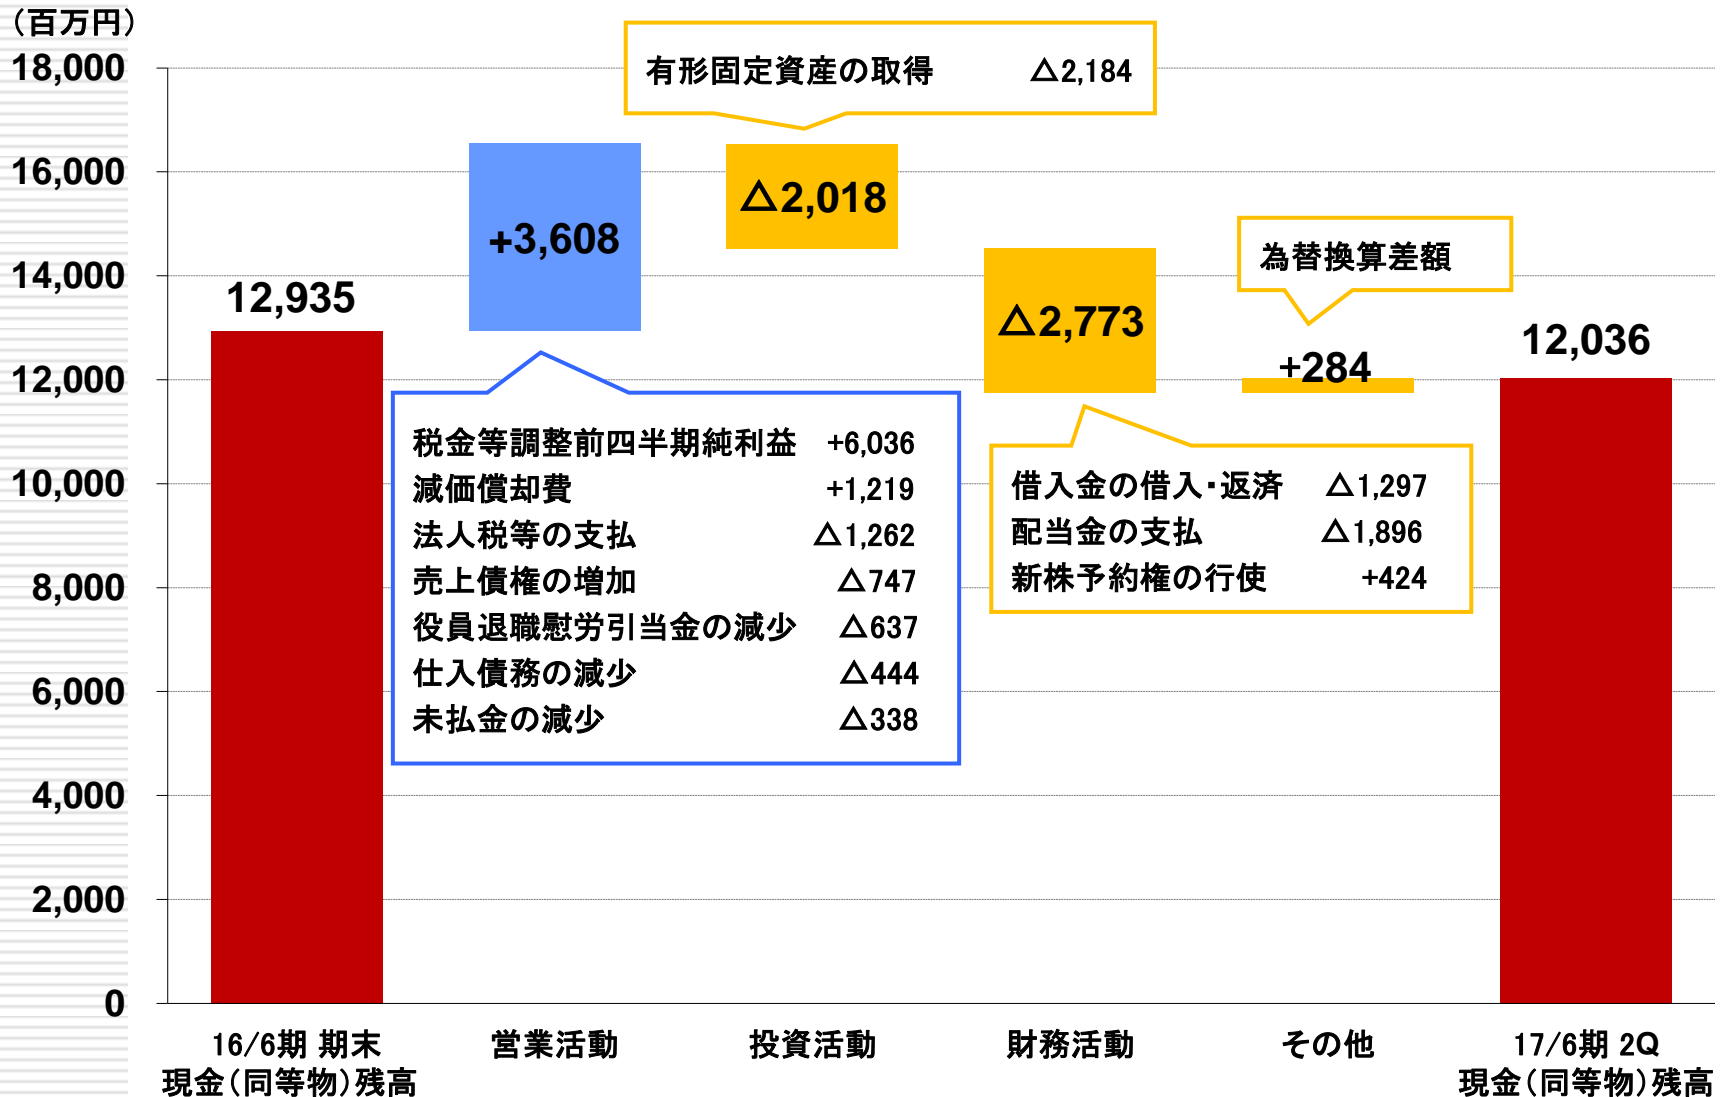 (百万円)
18,000
16,000
14,000
12,000
10,000
8,000
6,000
4,000
2,000
0
有形固定資産の取得 △2,184
12,935
+3,608
△2,018
△2,773
為替換算差額
+284
12,036
税金等調整前四半期純利益 +6,036
減価償却費 +1,219
法人税等の支払 △1,262
売上債権の増加 △747
役員退職慰労引当金の減少 △637
仕入債務の減少 △444
未払金の減少 △338
借入金の借入・返済 △1,297
配当金の支払 △1,896
新株予約権の行使 +424
16/6期 期末
現金(同等物)残高
営業活動
投資活動
財務活動
その他
17/6期 2Q
現金(同等物)残高